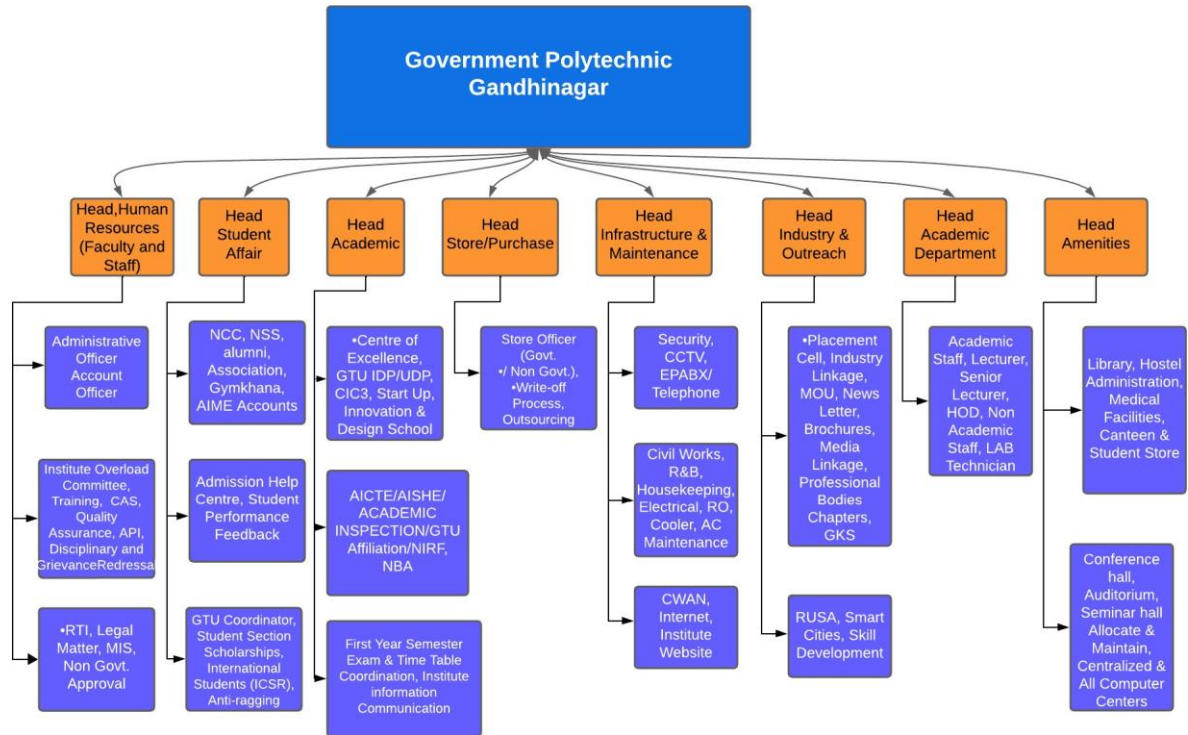 Government Polytechnic
Gandhinagar
Head,Human
Resources
(Faculty and
Staff)
Head
Student
Affair
Head
Academic
Head
Store/Purchase
Head
Infrastructure &
Maintenance
Head
Industry &
Outreach
Head
Academic
Department
Head
Amenities
Administrative
Officer
Account
Officer
NCC, NSS,
alumni,
Association,
Gymkhana,
AIME Accounts
•Centre of
Excellence,
GTU IDP/UDP,
CIC3, Start Up,
Innovation &
Design School
Store Officer
(Govt.
•/ Non Govt.),
•Write-off
Process,
Outsourcing
Security,
CCTV,
EPABX/
Telephone
•Placement
Cell, Industry
Linkage,
MOU, News
Letter,
Brochures,
Media
Linkage,
Professional
Bodies
Chapters,
GKS
Academic
Staff, Lecturer,
Senior
Lecturer,
HOD, Non
Academic
Staff, LAB
Technician
Library, Hostel
Administration,
Medical
Facilities,
Canteen &
Student Store
Institute Overload
Committee,
Training, CAS,
Quality
Assurance, API,
Disciplinary and
GrievanceRedressal
Admission Help
Centre, Student
Performance
Feedback
AICTE/AISHE/
ACADEMIC
INSPECTION/GTU
Affiliation/NIRF,
NBA
Civil Works,
R&B,
Housekeeping,
Electrical, RO,
Cooler, AC
Maintenance
•RTI, Legal
Matter, MIS,
Non Govt.
Approval
GTU Coordinator,
Student Section
Scholarships,
International
Students (ICSR),
Anti-ragging
First Year Semester
Exam & Time Table
Coordination, Institute
information
Communication
CWAN,
Internet,
Institute
Website
RUSA, Smart
Cities, Skill
Development
Conference
hall,
Auditorium,
Seminar hall
Allocate &
Maintain,
Centralized &
All Computer
Centers